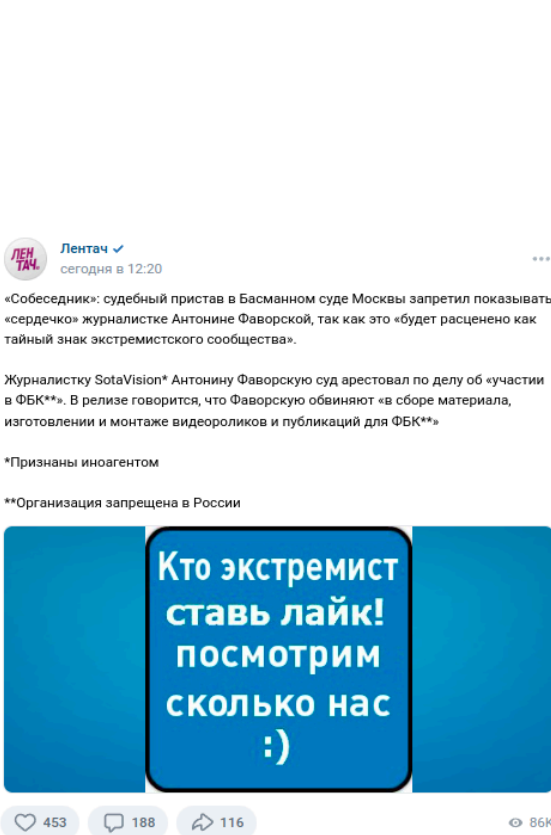 ЛЕН
ТАЧ.
Лентач
сегодня в 12:20
«Собеседник»: судебный пристав в Басманном суде Москвы запретил показывать
«сердечко» журналистке Антонине Фаворской, так как это «будет расценено как
тайный знак экстремистского сообщества».
Журналистку SotaVision* Антонину Фаворскую суд арестовал по делу об «участии
в ФБК**». В релизе говорится, что Фаворскую обвиняют «в сборе материала,
изготовлении и монтаже видеороликов и публикаций для ФБК**»
*Признаны иноагентом
**Организация запрещена в России
Кто экстремист
ставь лайк!
посмотрим
сколько нас
:)
453 188 116 86K